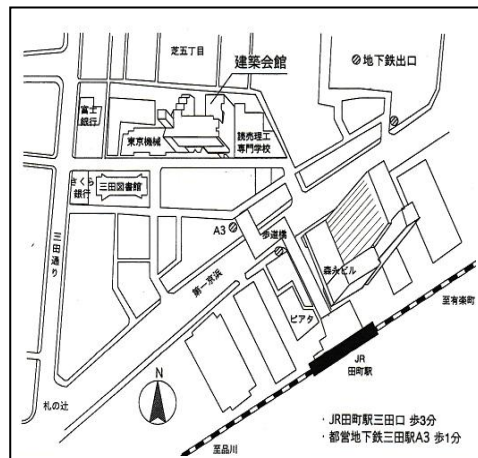 芝五丁目
建築会館
地下鉄出口
富士
銀行
東京機械
読売理工
専門学校
さくら
銀行
三田図書館
A3
歩道橋
三田通り
第一京浜
森永ビル
ピアタ
至有楽町
JR
田町駅
N
札の辻
至品川
・JR田町駅三田口 歩3分
・都営地下鉄三田駅A3 歩1分